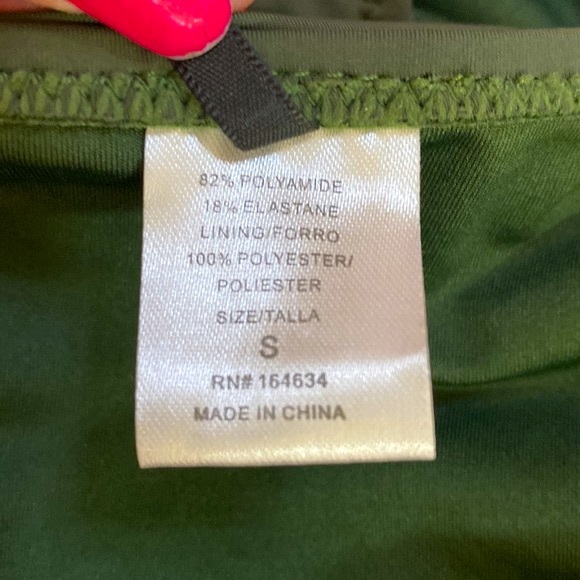 82% POLYAMIDE
18% ELASTANE
LINING/FORRO
100% POLYESTER/
POLIESTER
SIZE/TALLA
S
RN# 164634
MADE IN CHINA